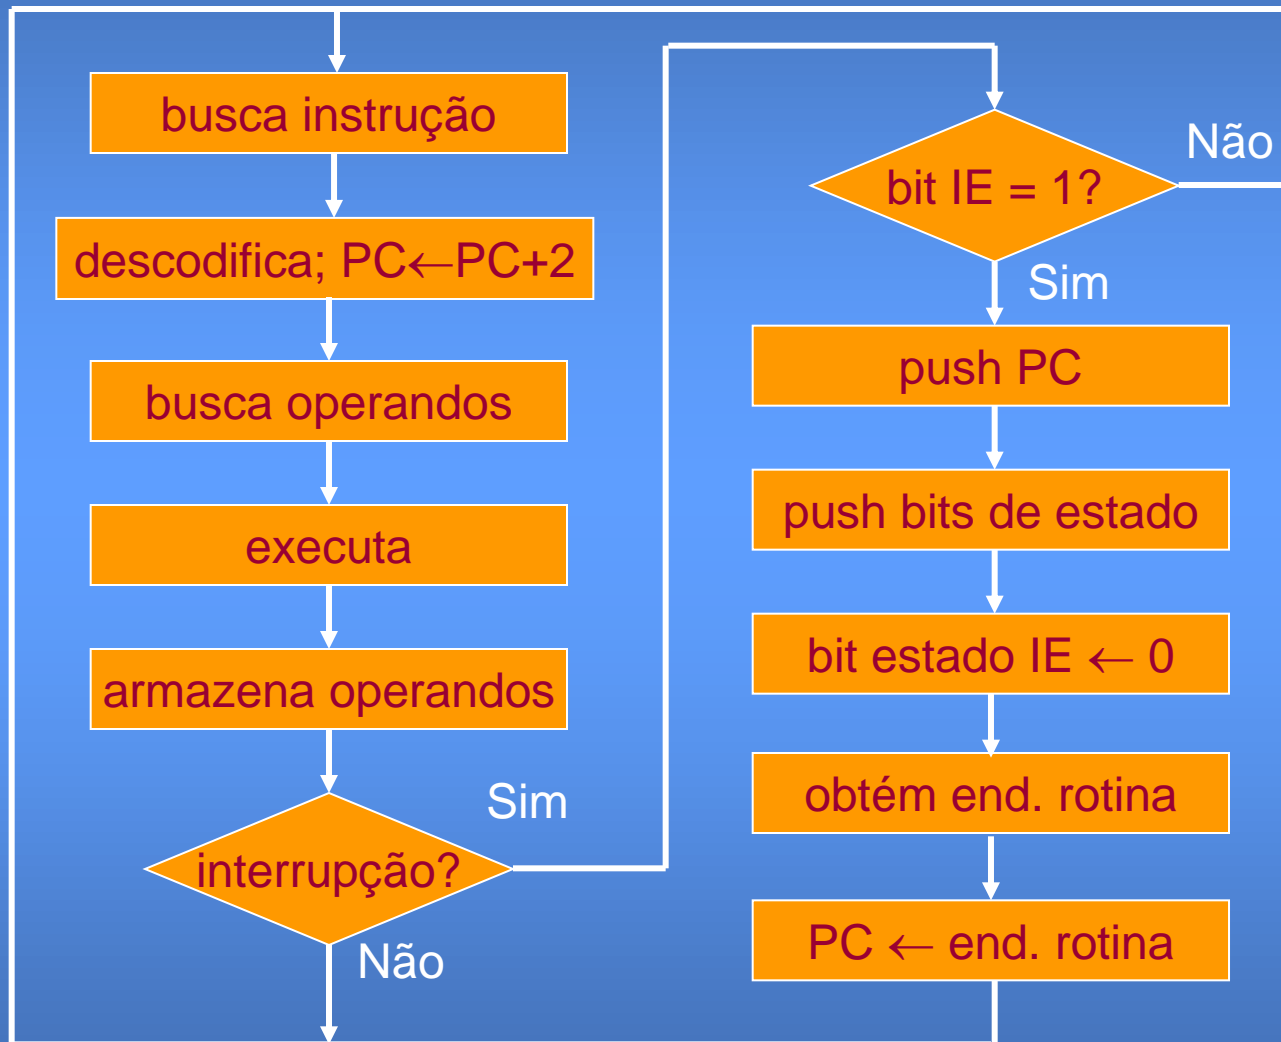 busca instrução
descodifica; PC←PC+2
busca operandos
executa
armazena operandos
interrupção?
Sim
Não
bit IE = 1?
Não
Sim
push PC
push bits de estado
bit estado IE ← 0
obtém end. rotina
PC ← end. rotina